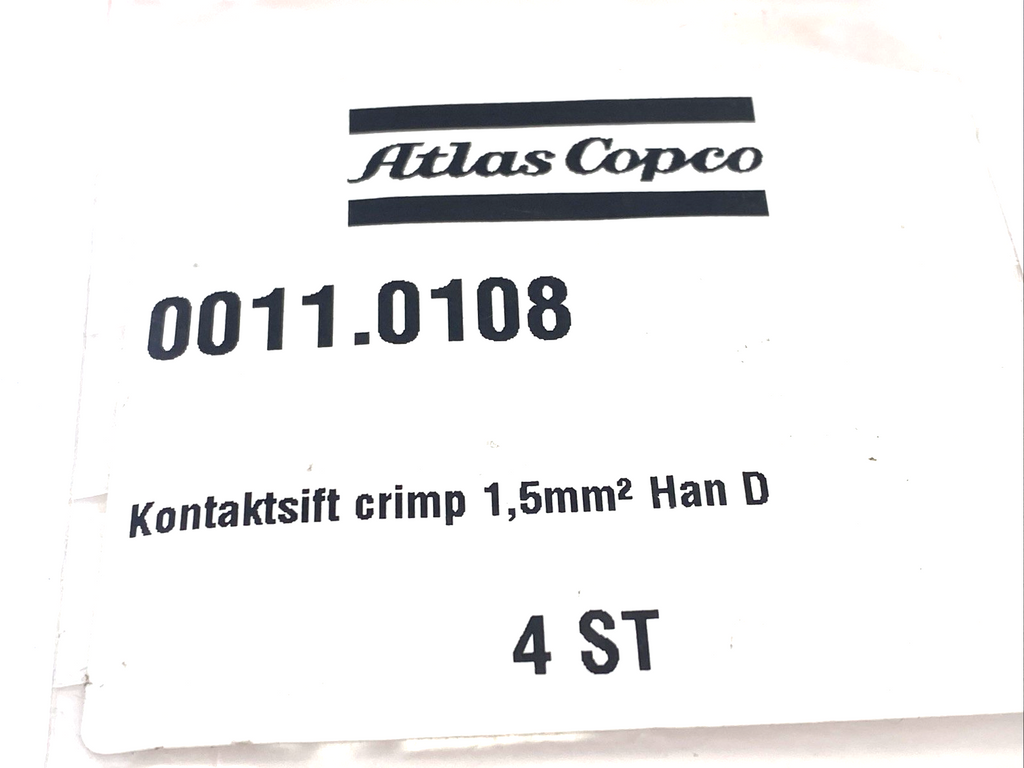 Atlas Copco
0011.0108
Kontaktsift crimp 1,5mm² Han D
4 ST